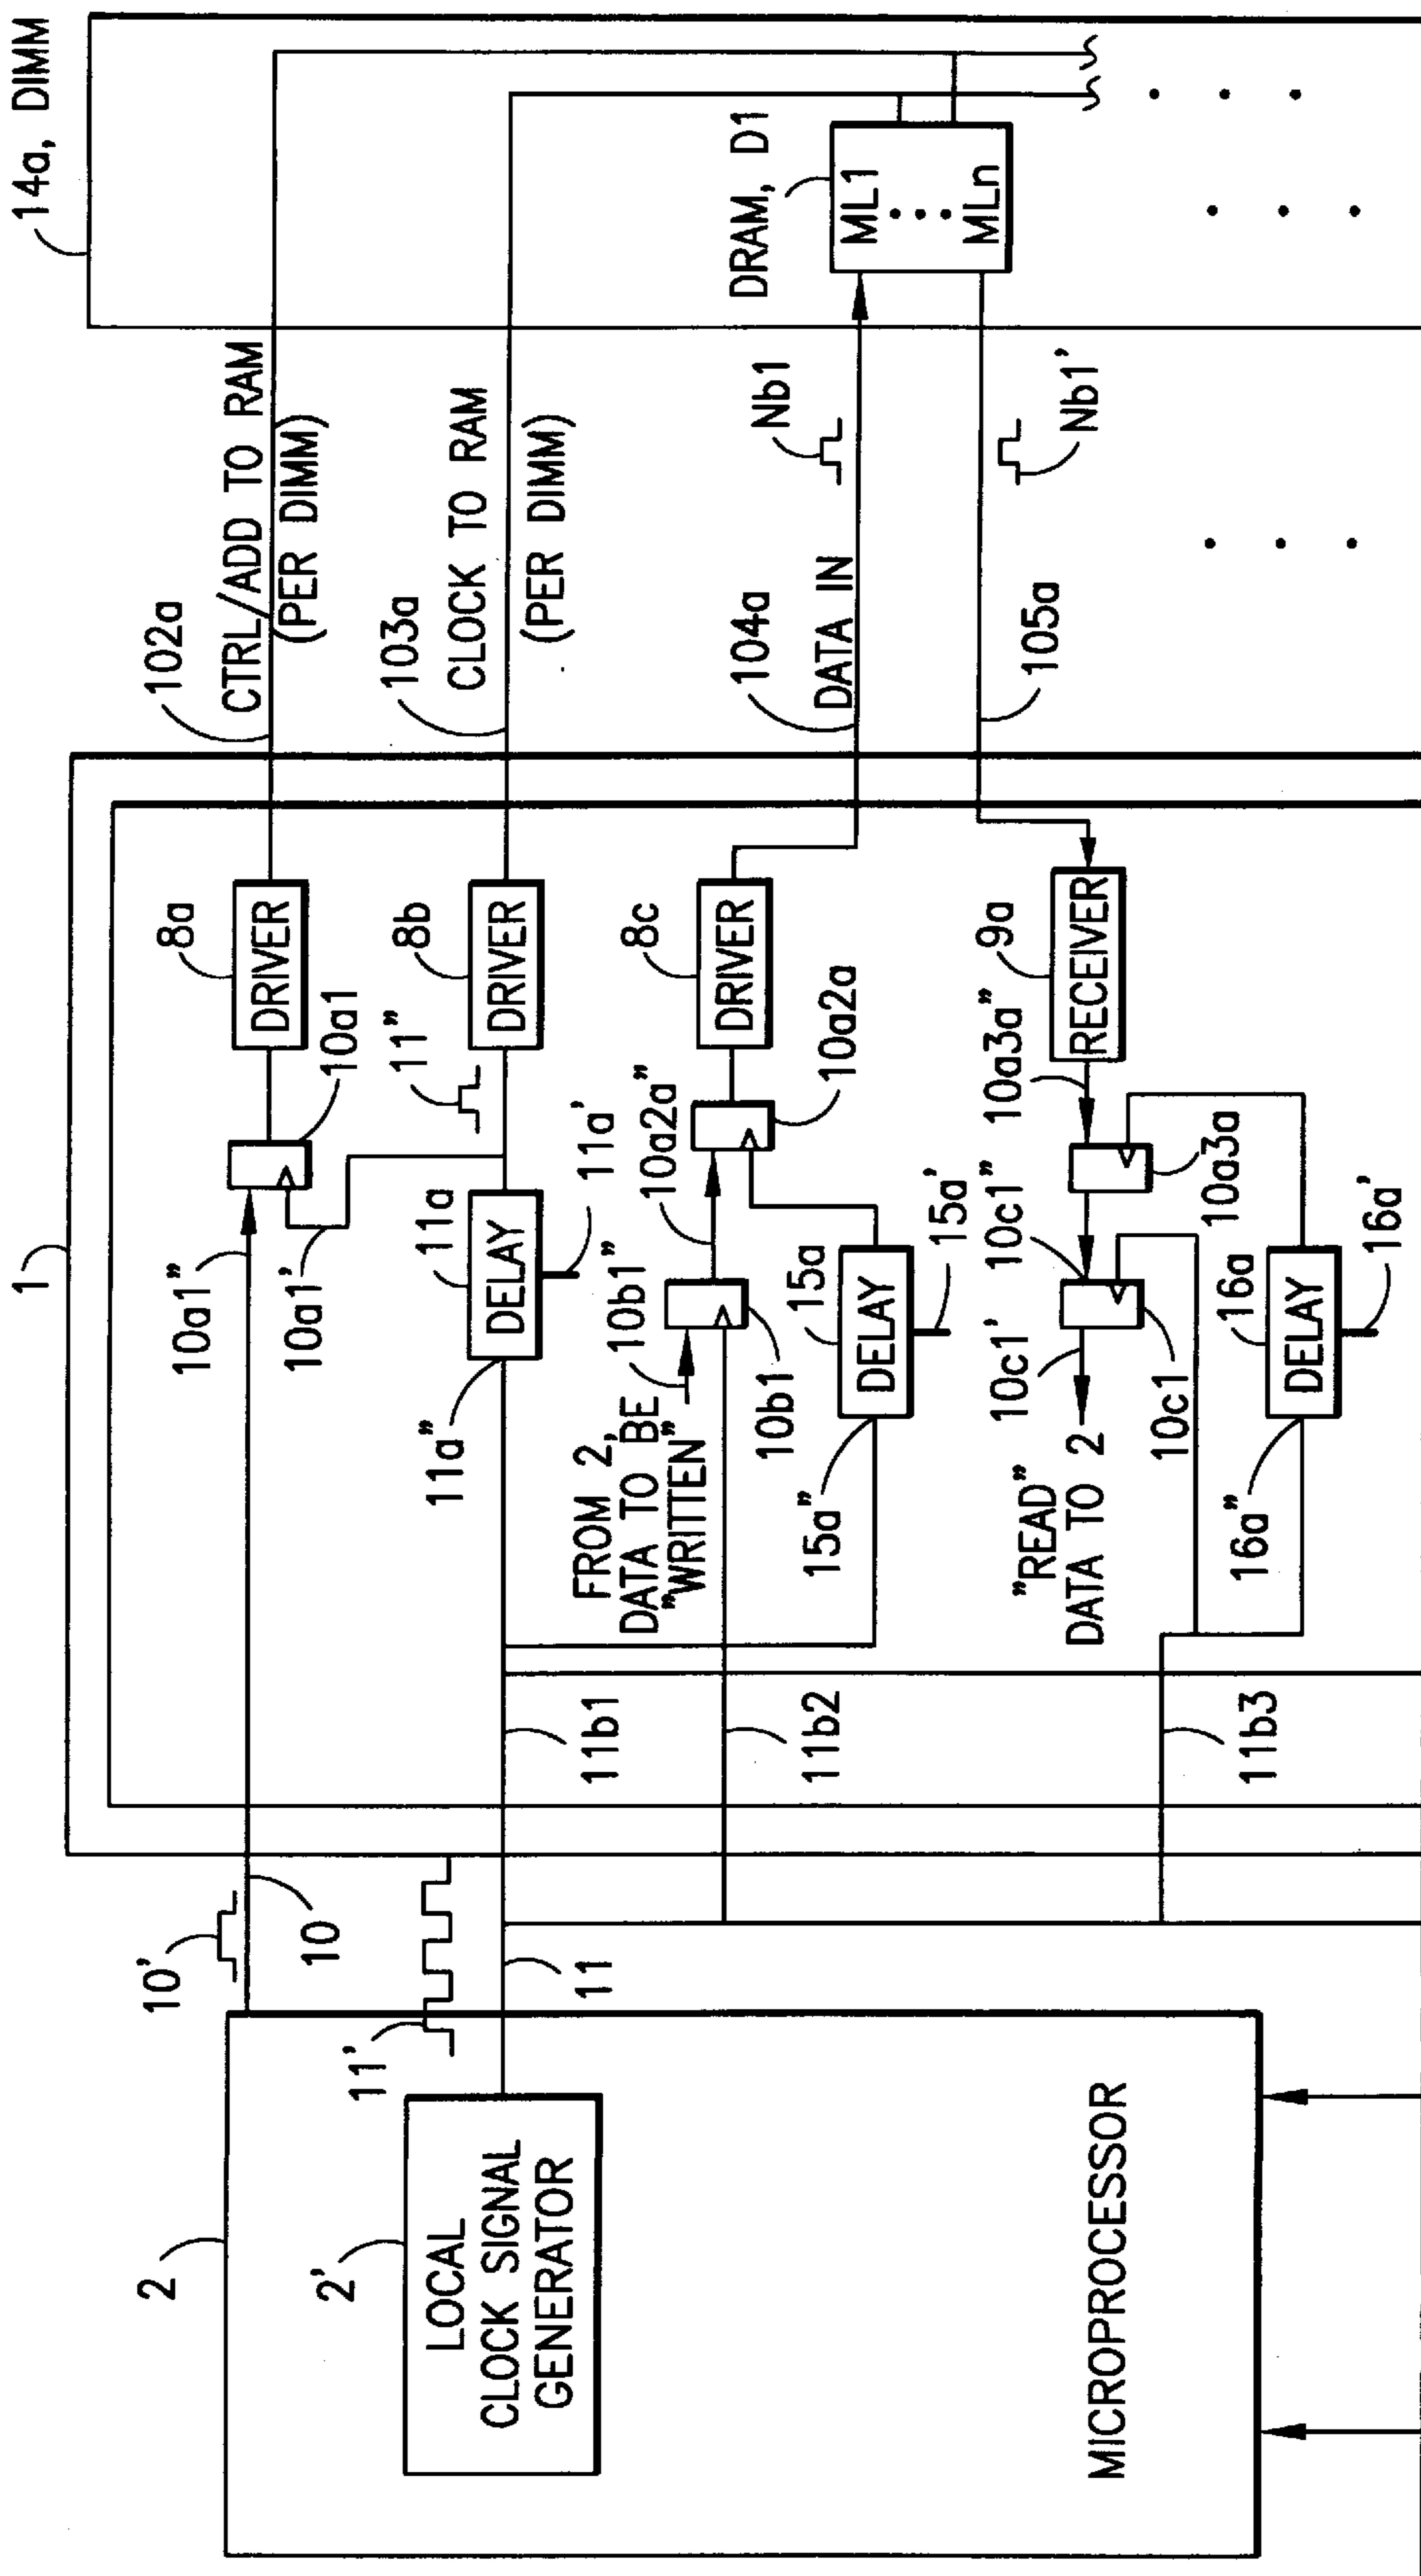 14a, DIMM
102a
CTRL/ADD TO RAM
(PER DIMM)
103a
CLOCK TO RAM
(PER DIMM)
DRAM, D1
ML1
MLn
Nb1
104a
DATA IN
Nb1'
105a
1
8a
DRIVER
10a1
10a1"
10a1'
8b
DRIVER
11"
11a
DELAY
11a'
11a"
8c
DRIVER
10a2a
10a2a"
10b1"
FROM 2,
DATA TO BE
"WRITTEN"
10b1
15a
DELAY
15a'
15a"
9a
RECEIVER
10a3a"
10a3a
10c1"
10c1'
10c1
"READ"
DATA TO 2
16a
DELAY
16a'
16a"
11b1
11b2
11b3
10'
10
11'
11
2
2'
LOCAL
CLOCK SIGNAL
GENERATOR
MICROPROCESSOR